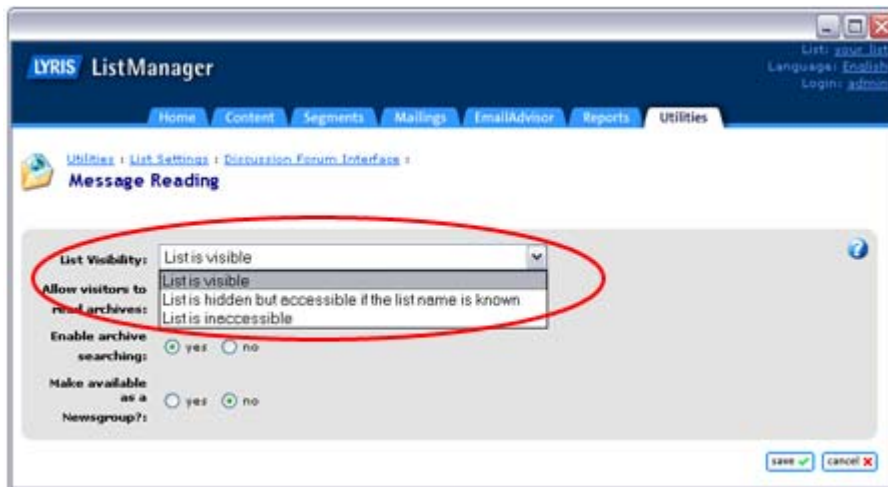 List: your_list
LYRIS ListManager
Language: English
Login: admin
Home Content Segments Mailings EmailAdvisor Reports Utilities
Utilities : List Settings : Discussion Forum Interface :
Message Reading
List Visibility: List is visible
List is visible
Allow visitors to
List is hidden but accessible if the list name is known
read archives:
List is inaccessible
Enable archive
searching: yes no
Make available
as a yes no
Newsgroup?:
save cancel